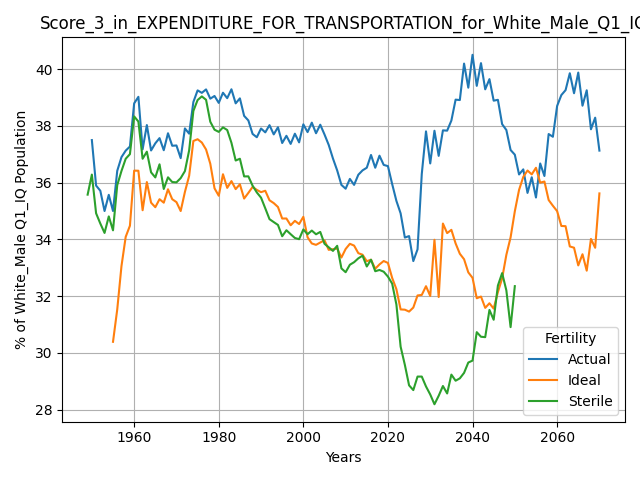 Score_3_in_EXPENDITURE_FOR_TRANSPORTATION_for_White_Male_Q1_IQ
% of White_Male Q1_IQ Population
40
38
36
34
32
30
28
1960
1980
2000
2020
2040
2060
Years
Fertility
Actual
Ideal
Sterile